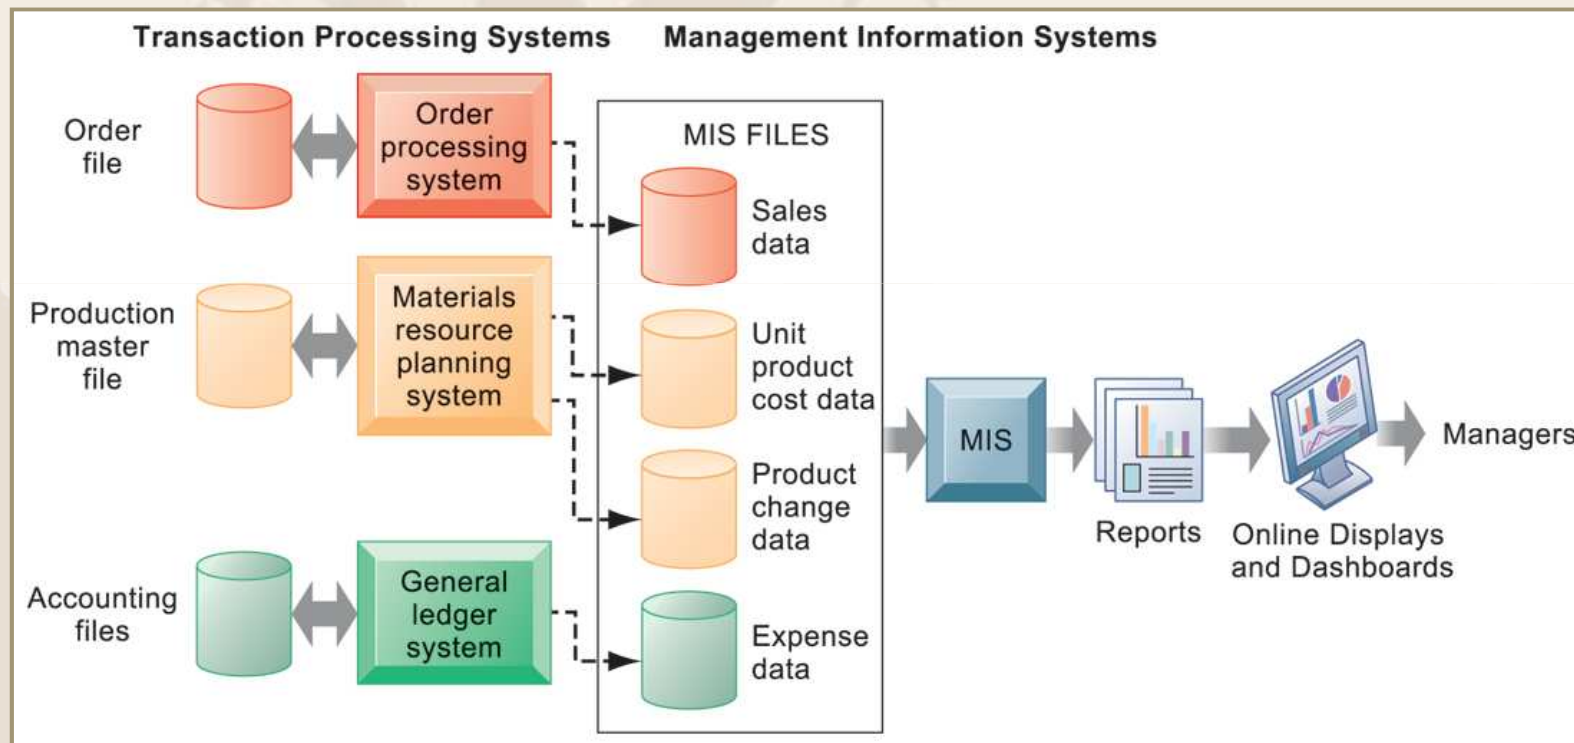 Transaction Processing Systems
Management Information Systems
Order
file
Order
processing
system
MIS FILES
Sales
data
Production
master
file
Materials
resource
planning
system
Unit
product
cost data
Product
change
data
Accounting
files
General
ledger
system
Expense
data
MIS
Reports
Online Displays
and Dashboards
Managers